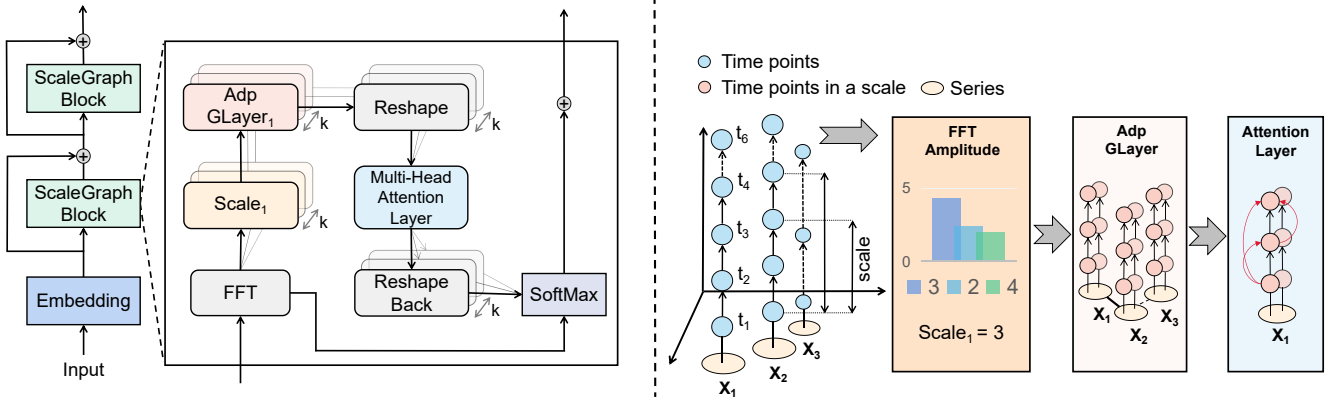 ScaleGraph
Block
ScaleGraph
Block
Embedding
Input
Adp
GLayer₁
k
Reshape
k
Scale₁
k
Multi-Head
Attention
Layer
FFT
Reshape
Back
k
SoftMax
Time points
Time points in a scale
Series
t₆
t₄
t₃
t₂
t₁
scale
X₁
X₂
X₃
FFT
Amplitude
5
0
3 2 4
Scale₁ = 3
Adp
GLayer
X₁
X₂
X₃
Attention
Layer
X₁